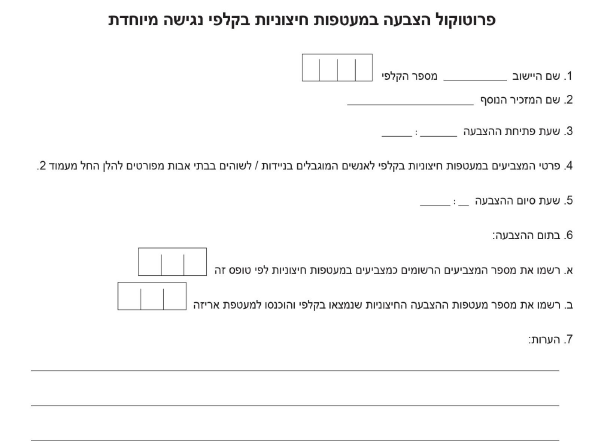 פרוטוקול הצבעה במעטפות חיצוניות בקלפי נגישה מיוחדת
1. שם היישוב ___________ מספר הקלפי
2. שם המזכיר הנוסף ______________________
3. שעת פתיחת ההצבעה ______ : _____
4. פרטי המצביעים במעטפות חיצוניות בקלפי לאנשים המוגבלים בניידות / לשוהים בבתי אבות מפורטים להלן החל מעמוד 2.
5. שעת סיום ההצבעה __ : _____
6. בתום ההצבעה:
א. רשמו את מספר המצביעים הרשומים כמצביעים במעטפות חיצוניות לפי טופס זה
ב. רשמו את מספר מעטפות ההצבעה החיצוניות שנמצאו בקלפי והוכנסו למעטפת אריזה
7. הערות: